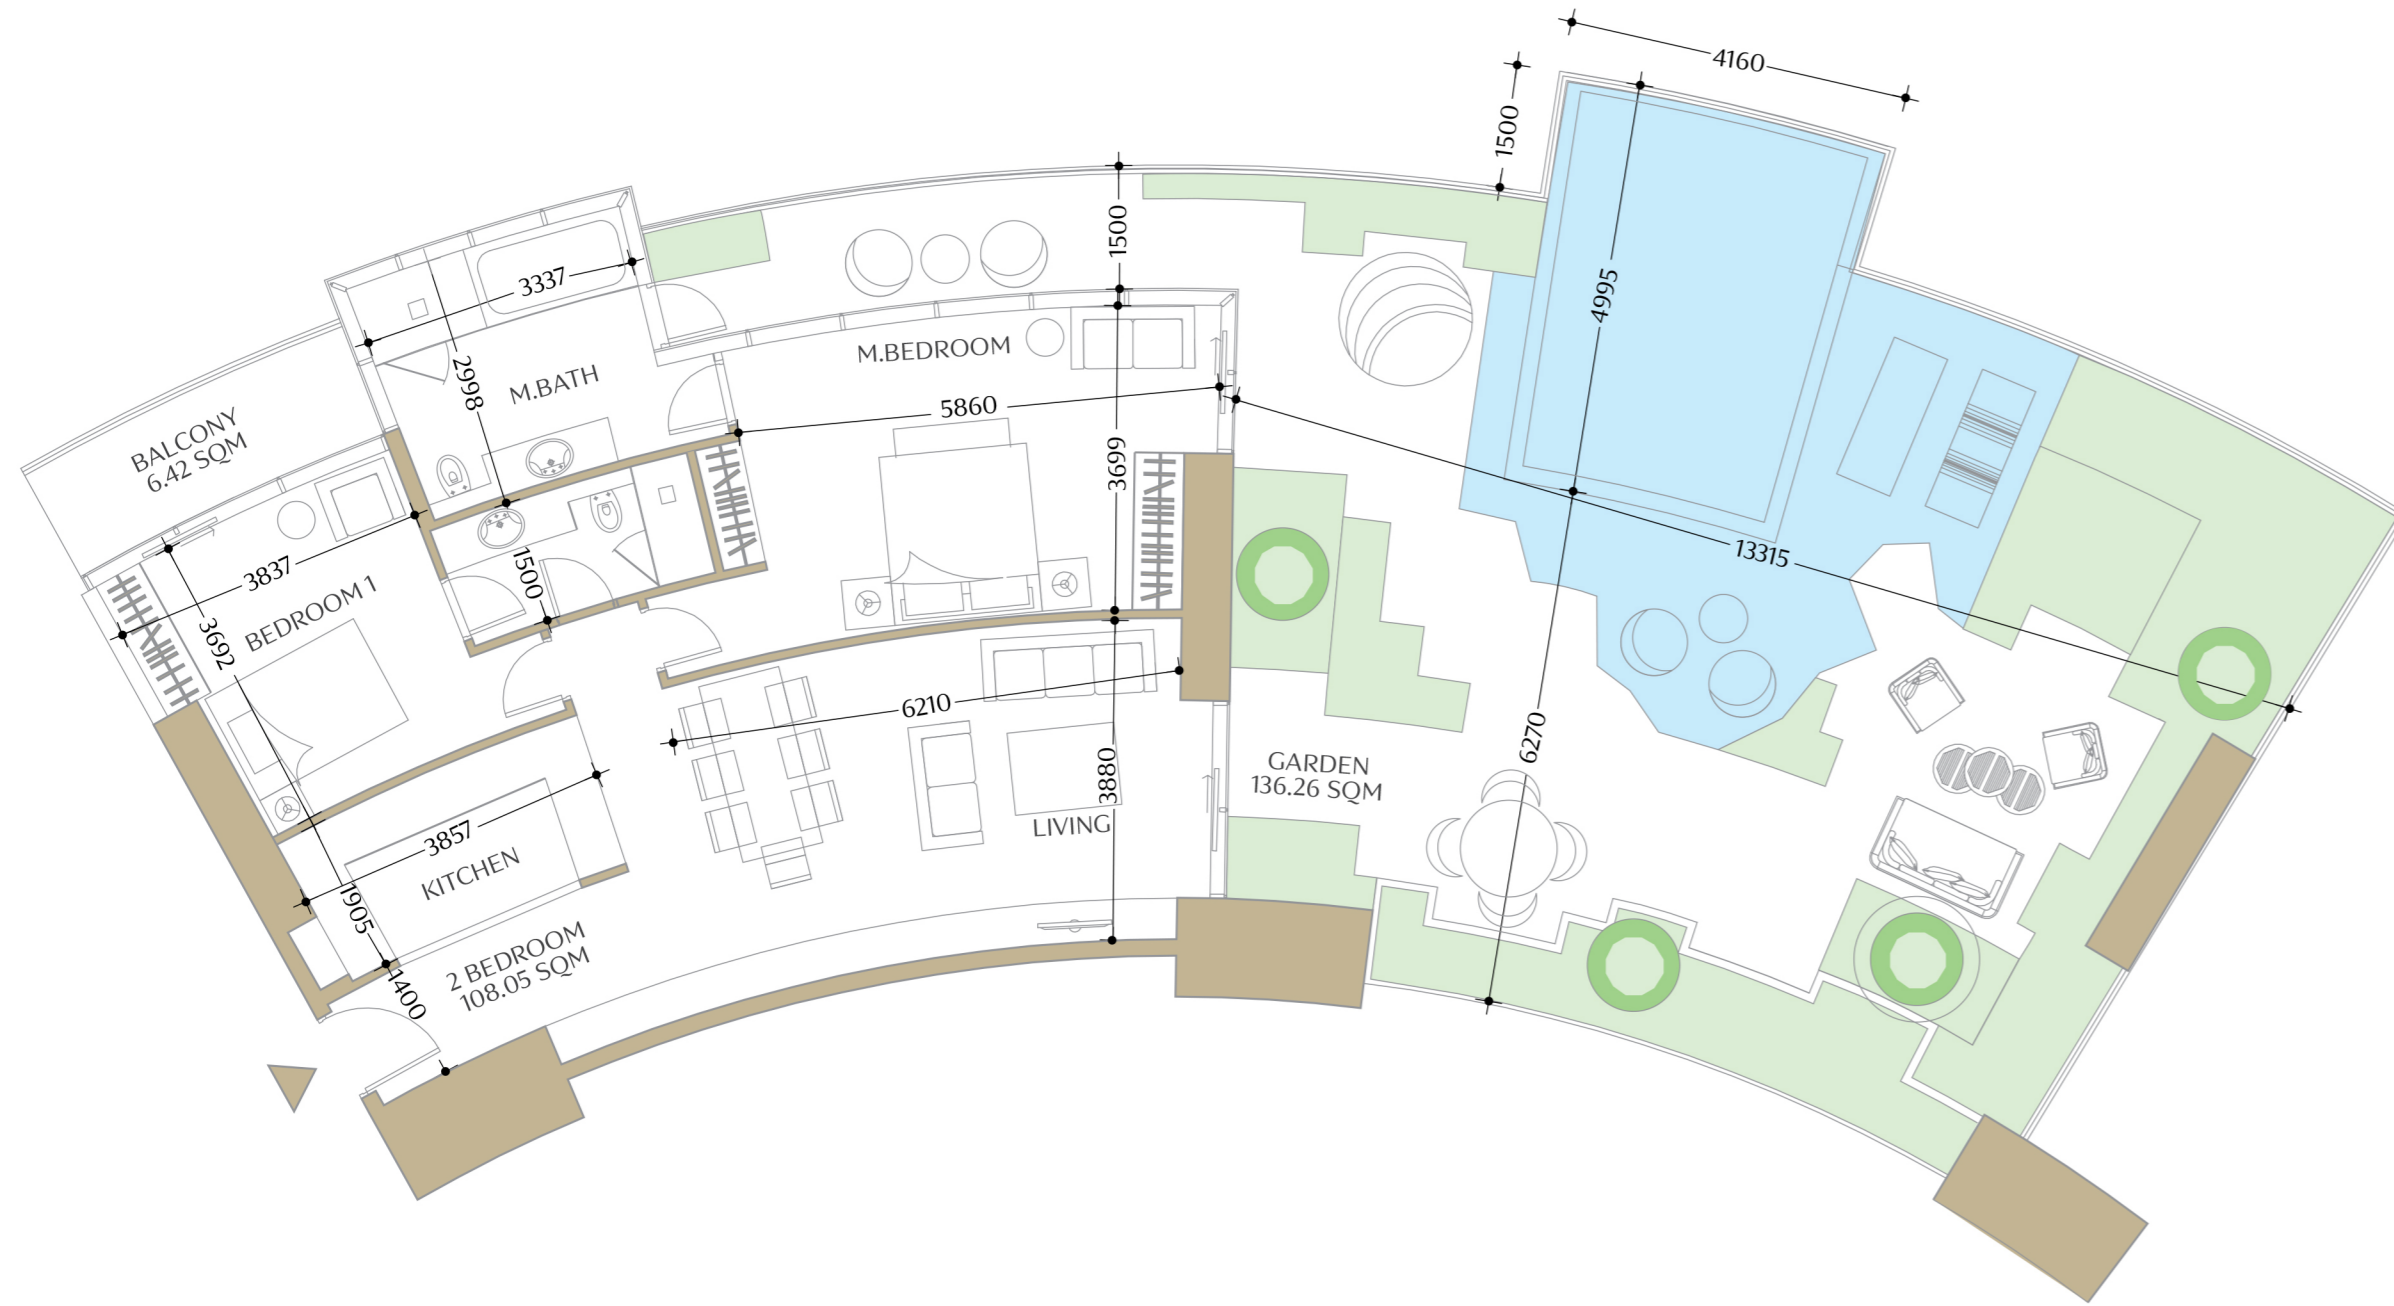 4160
1500
1500
3337
4995
2998
M.BATH
M.BEDROOM
5860
BALCONY
6.42 SQM
3699
3837
1500
13315
BEDROOM 1
3692
6210
6270
GARDEN
136.26 SQM
3880
LIVING
3857
KITCHEN
1905
2 BEDROOM
108.05 SQM
1400